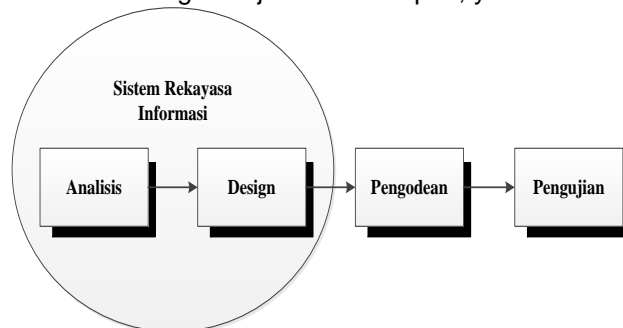 Sistem Rekayasa
Informasi
Analisis
Design
Pengodean
Pengujian